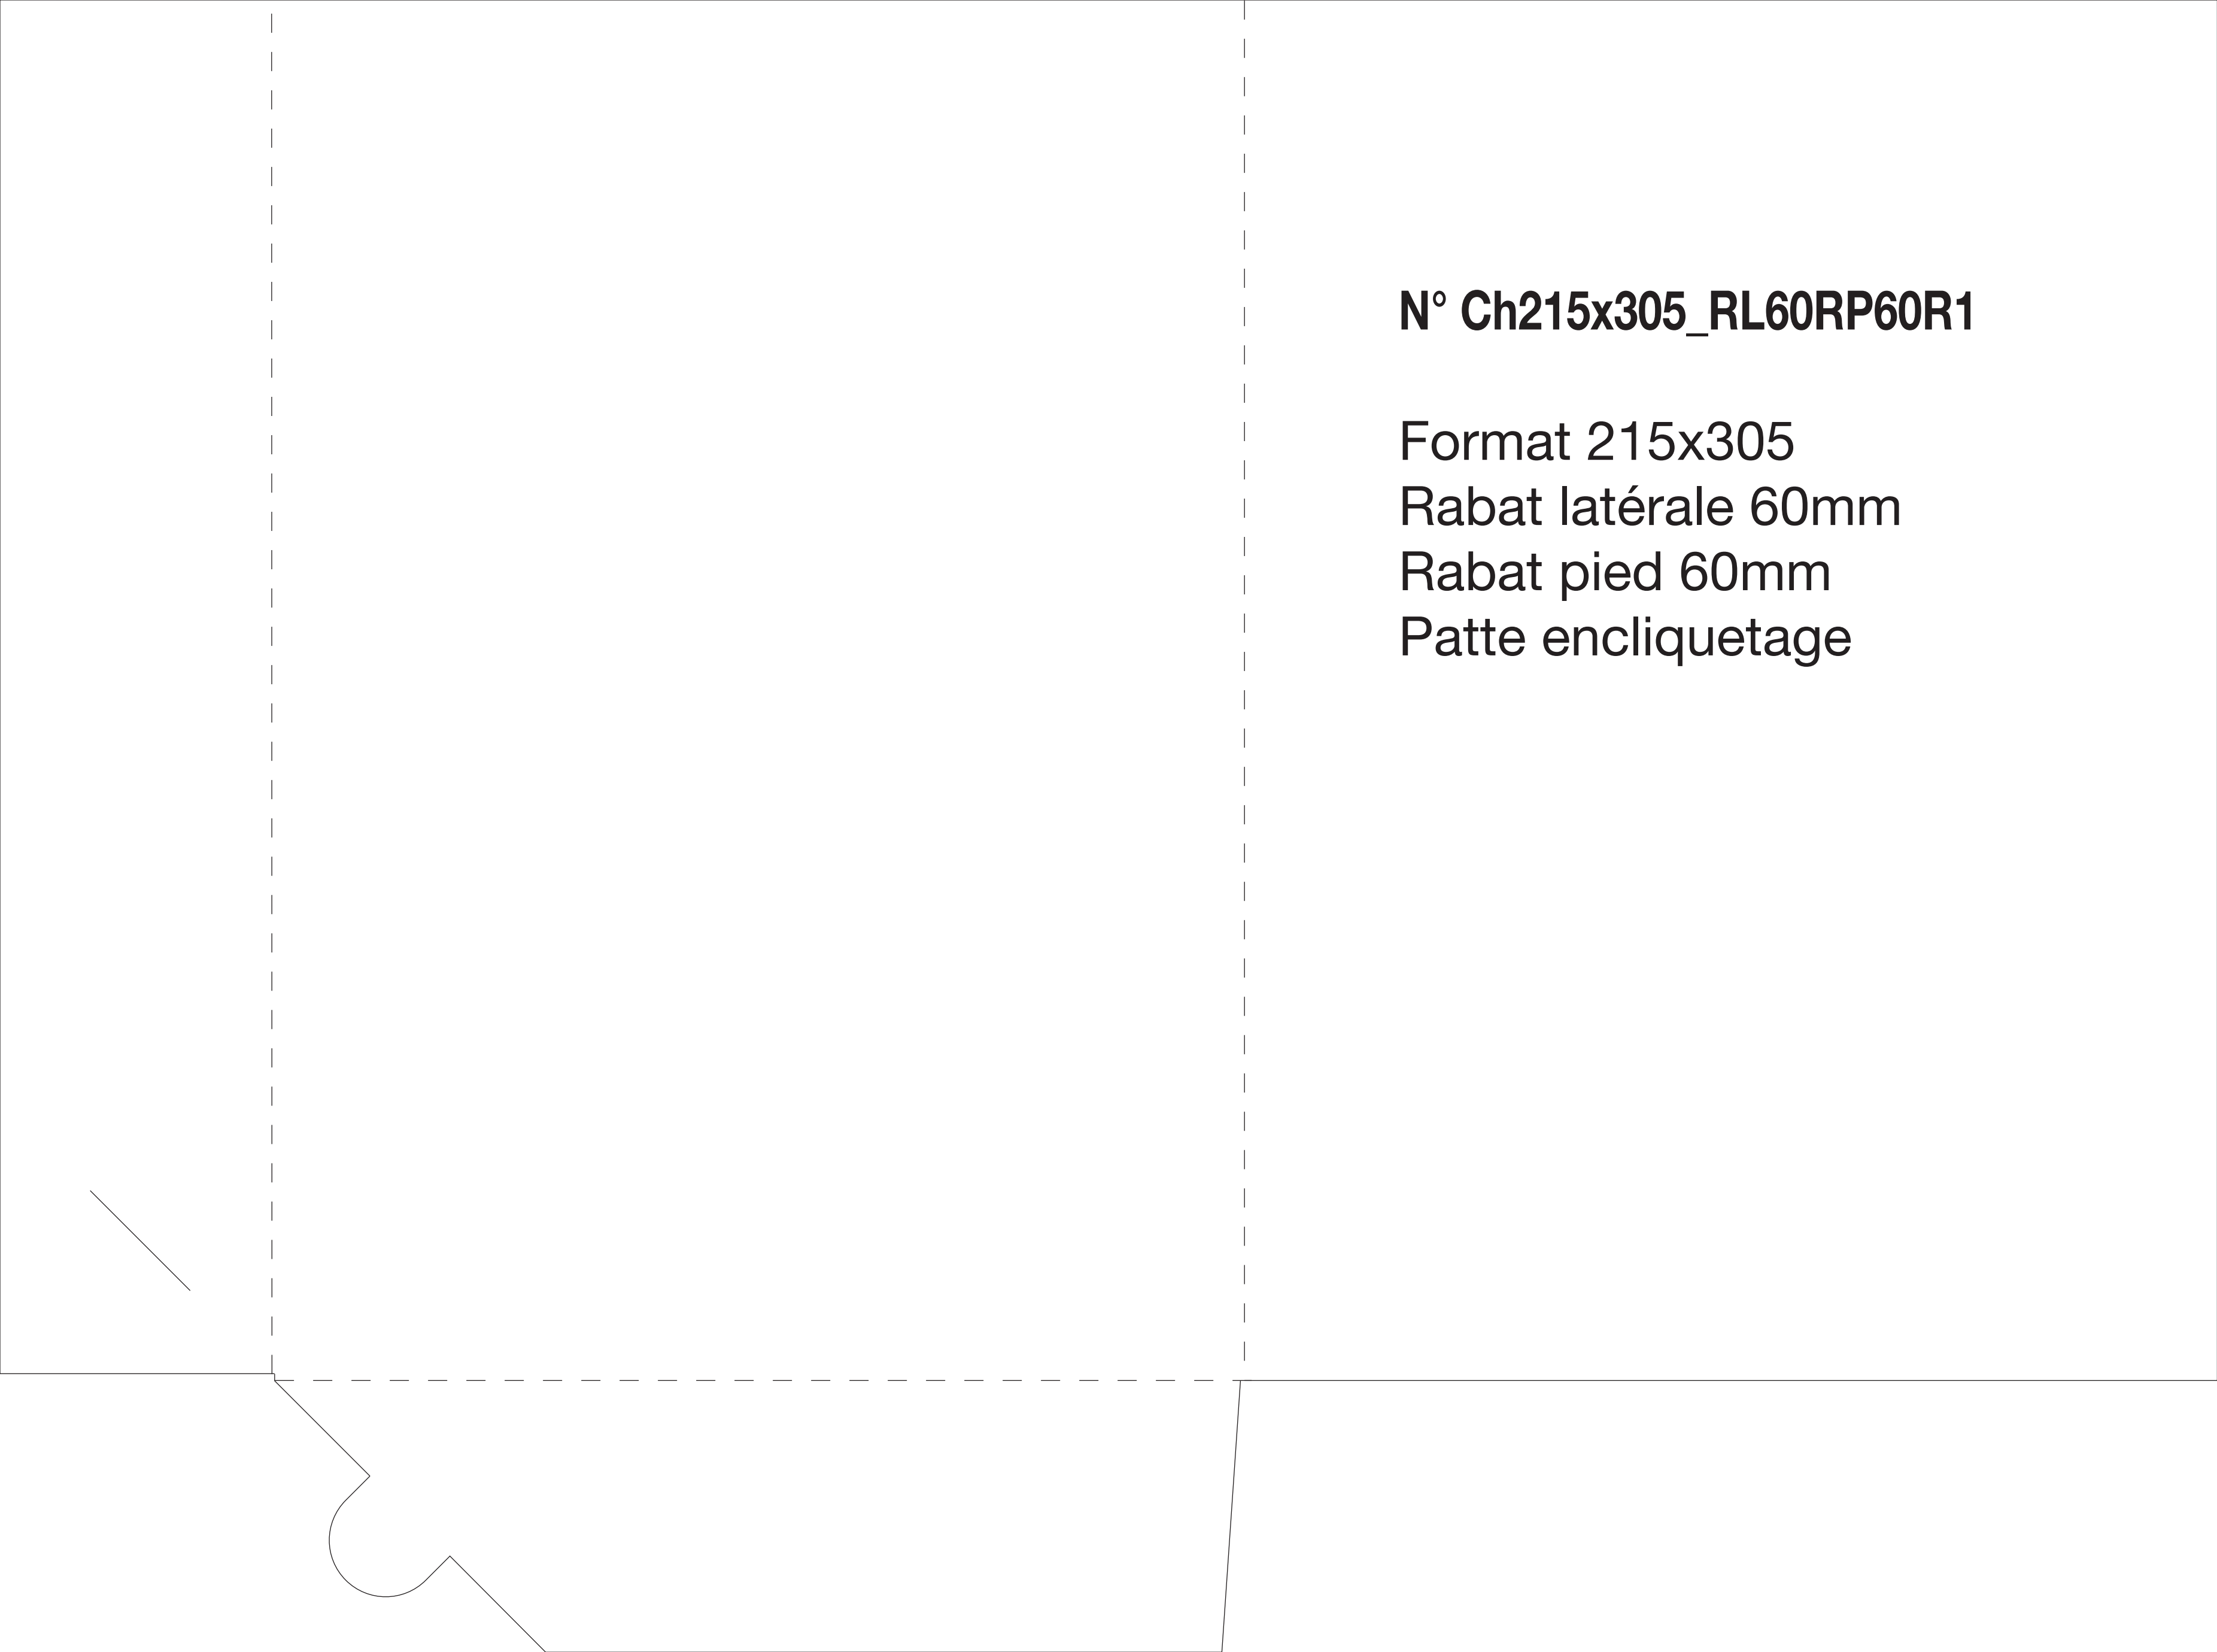 N° Ch215x305_RL60RP60R1
Format 215x305
Rabat latérale 60mm
Rabat pied 60mm
Patte encliquetage